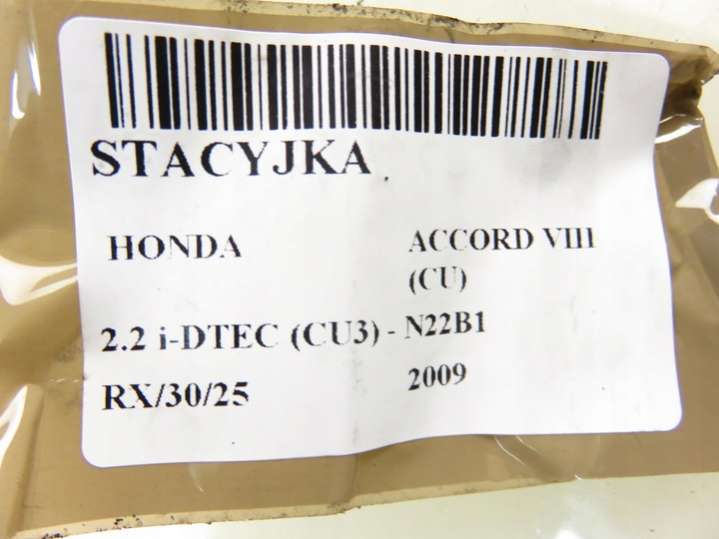 STACYJKA
HONDA ACCORD VIII
(CU)
2.2 i-DTEC (CU3) - N22B1
RX/30/25 2009